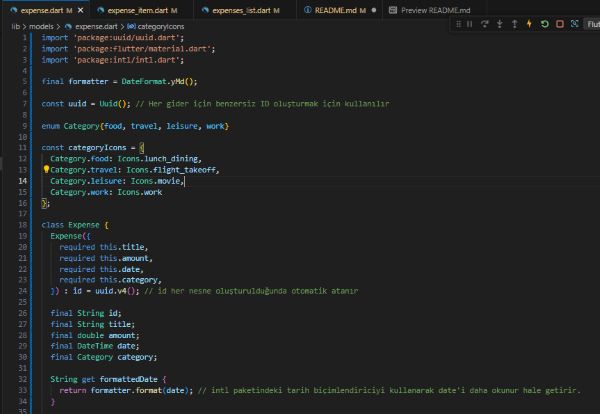 expense.dart M
expense_item.dart M
expenses_list.dart M
README.md M
Preview README.md
lib > models > expense.dart > categoryIcons
Flut
1 import 'package:uuid/uuid.dart';
2 import 'package:flutter/material.dart';
3 import 'package:intl/intl.dart';
4
5 final formatter = DateFormat.yMd();
6
7 const uuid = Uuid(); // Her gider için benzersiz ID oluşturmak için kullanılır
8
9 enum Category{food, travel, leisure, work}
10
11 const categoryIcons = {
12 Category.food: Icons.lunch_dining,
13 Category.travel: Icons.flight_takeoff,
14 Category.leisure: Icons.movie,
15 Category.work: Icons.work
16 };
17
18 class Expense {
19 Expense({
20 required this.title,
21 required this.amount,
22 required this.date,
23 required this.category,
24 }) : id = uuid.v4(); // id her nesne oluşturulduğunda otomatik atanır
25
26 final String id;
27 final String title;
28 final double amount;
29 final DateTime date;
30 final Category category;
31
32 String get formattedDate {
33 return formatter.format(date); // intl paketindeki tarih biçimlendiriciyi kullanarak date'i daha okunur hale getirir.
34 }
35